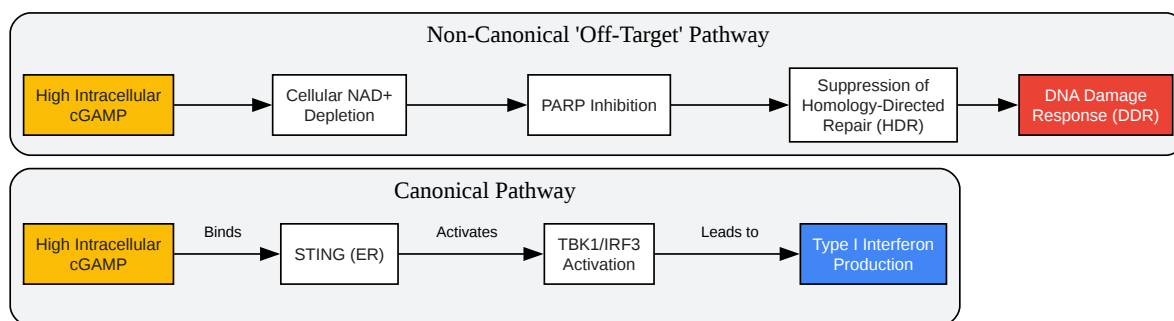 Non-Canonical 'Off-Target' Pathway
High Intracellular
cGAMP
Cellular NAD+
Depletion
PARP Inhibition
Suppression of
Homology-Directed
Repair (HDR)
DNA Damage
Response (DDR)
Canonical Pathway
High Intracellular
cGAMP
Binds
STING (ER)
Activates
TBK1/IRF3
Activation
Leads to
Type I Interferon
Production